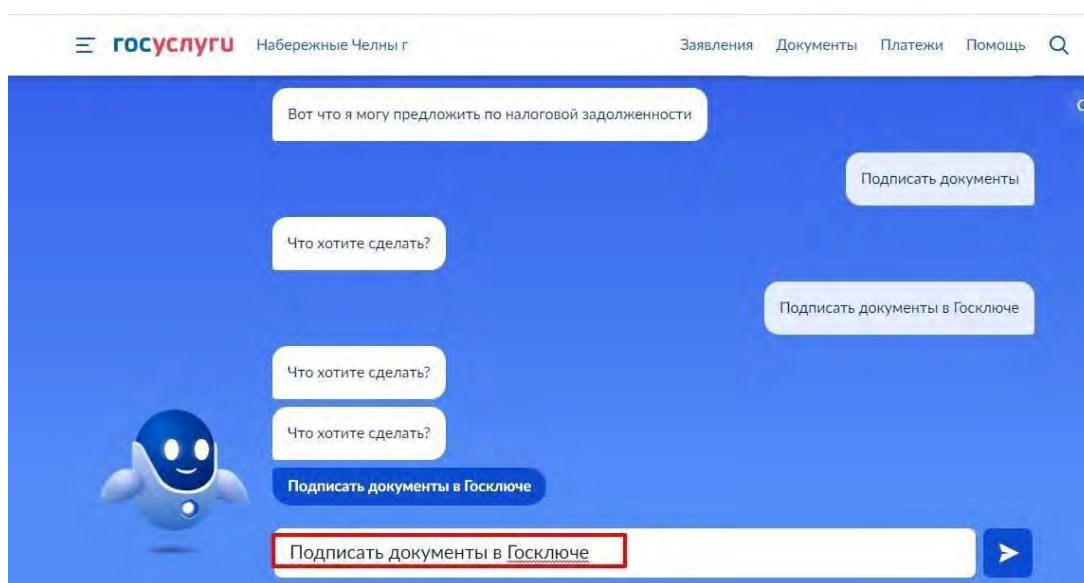 госуслуги Набережные Челны г Заявления Документы Платежи Помощь
Вот что я могу предложить по налоговой задолженности
Подписать документы
Что хотите сделать?
Подписать документы в Госключе
Что хотите сделать?
Что хотите сделать?
Подписать документы в Госключе
Подписать документы в Госключе